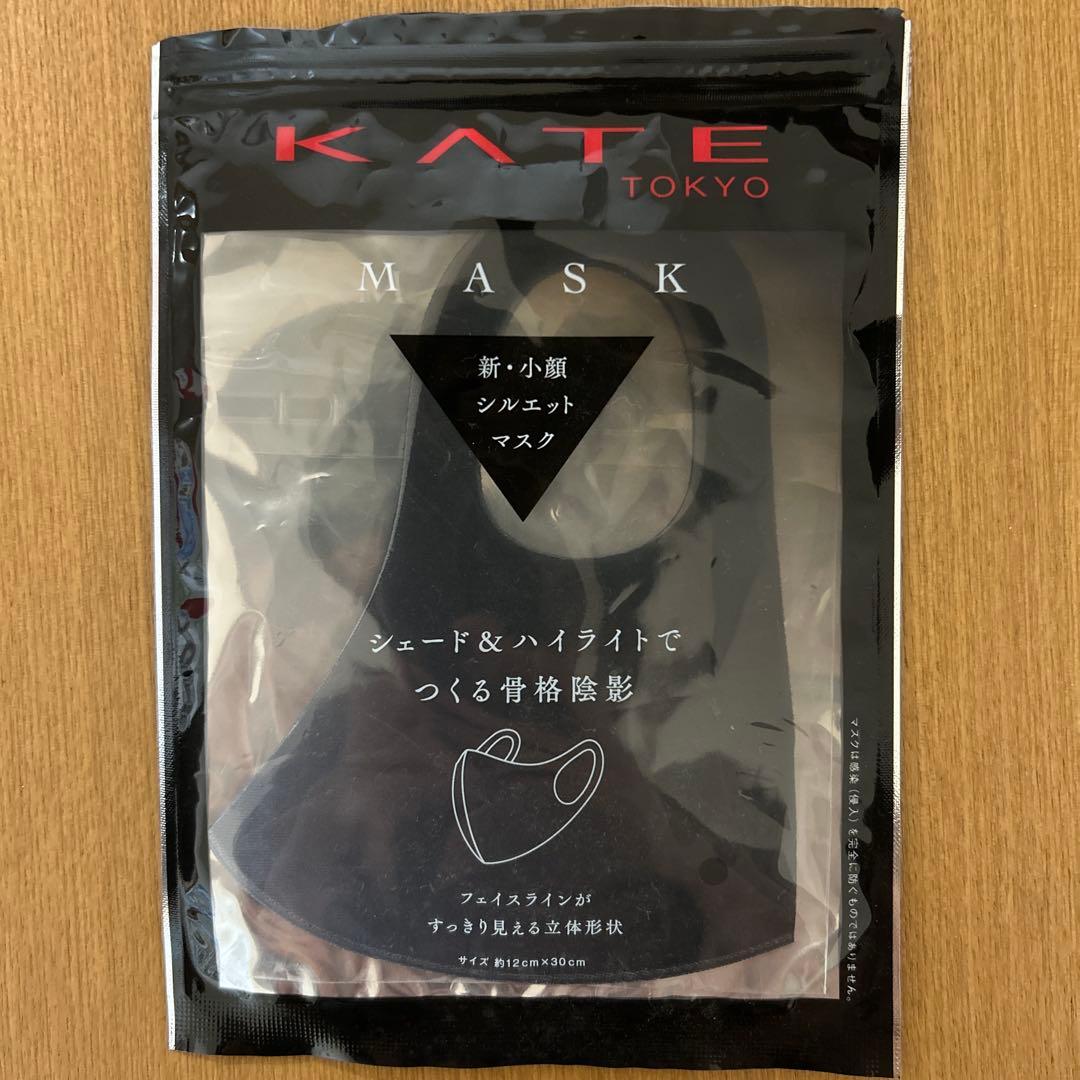 KATE
TOKYO
MASK
新・小顔
シルエット
マスク
シェード&ハイライトで
つくる骨格陰影
フェイスラインが
すっきり見える立体形状
サイズ 約12cm×30cm
マスクは感染(侵入)を完全に防ぐものではありません。